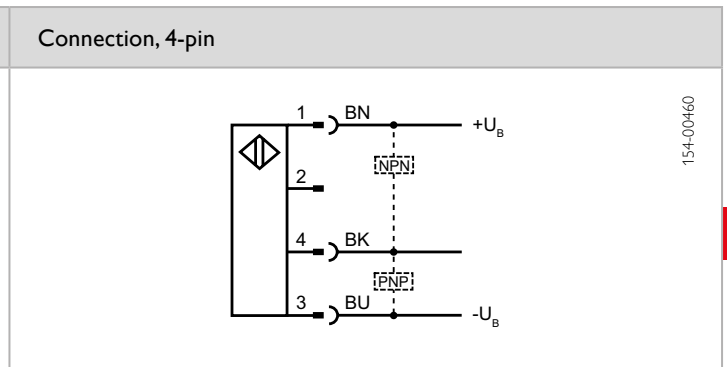 Connection, 4-pin
1 BN +U_B
NPN
2
4 BK
PNP
3 BU -U_B
154-00460